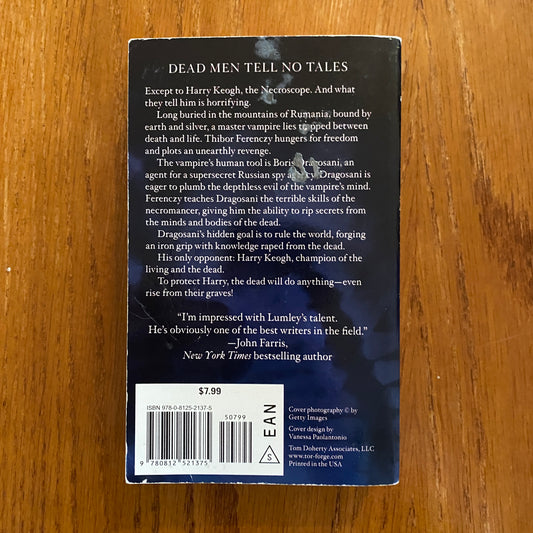 DEAD MEN TELL NO TALES
Except to Harry Keogh, the Necroscope. And what
they tell him is horrifying.
Long buried in the mountains of Rumania, bound by
earth and silver, a master vampire lies trapped between
death and life. Thibor Ferenczy hungers for freedom
and plots an unearthly revenge.
The vampire's human tool is Boris Dragosani, an
agent for a supersecret Russian spy agency. Dragosani is
eager to plumb the depthless evil of the vampire's mind.
Ferenczy teaches Dragosani the terrible skills of the
necromancer, giving him the ability to rip secrets from
the minds and bodies of the dead.
Dragosani's hidden goal is to rule the world, forging
an iron grip with knowledge raped from the dead.
His only opponent: Harry Keogh, champion of the
living and the dead.
To protect Harry, the dead will do anything—even
rise from their graves!
"I'm impressed with Lumley's talent.
He's obviously one of the best writers in the field."
—John Farris,
New York Times bestselling author
$7.99
ISBN 978-0-8125-2137-5
50799
EAN
S
9 780812 521375
Cover photography © by
Getty Images
Cover design by
Vanessa Paolantonio
Tom Doherty Associates, LLC
www.tor-forge.com
Printed in the USA